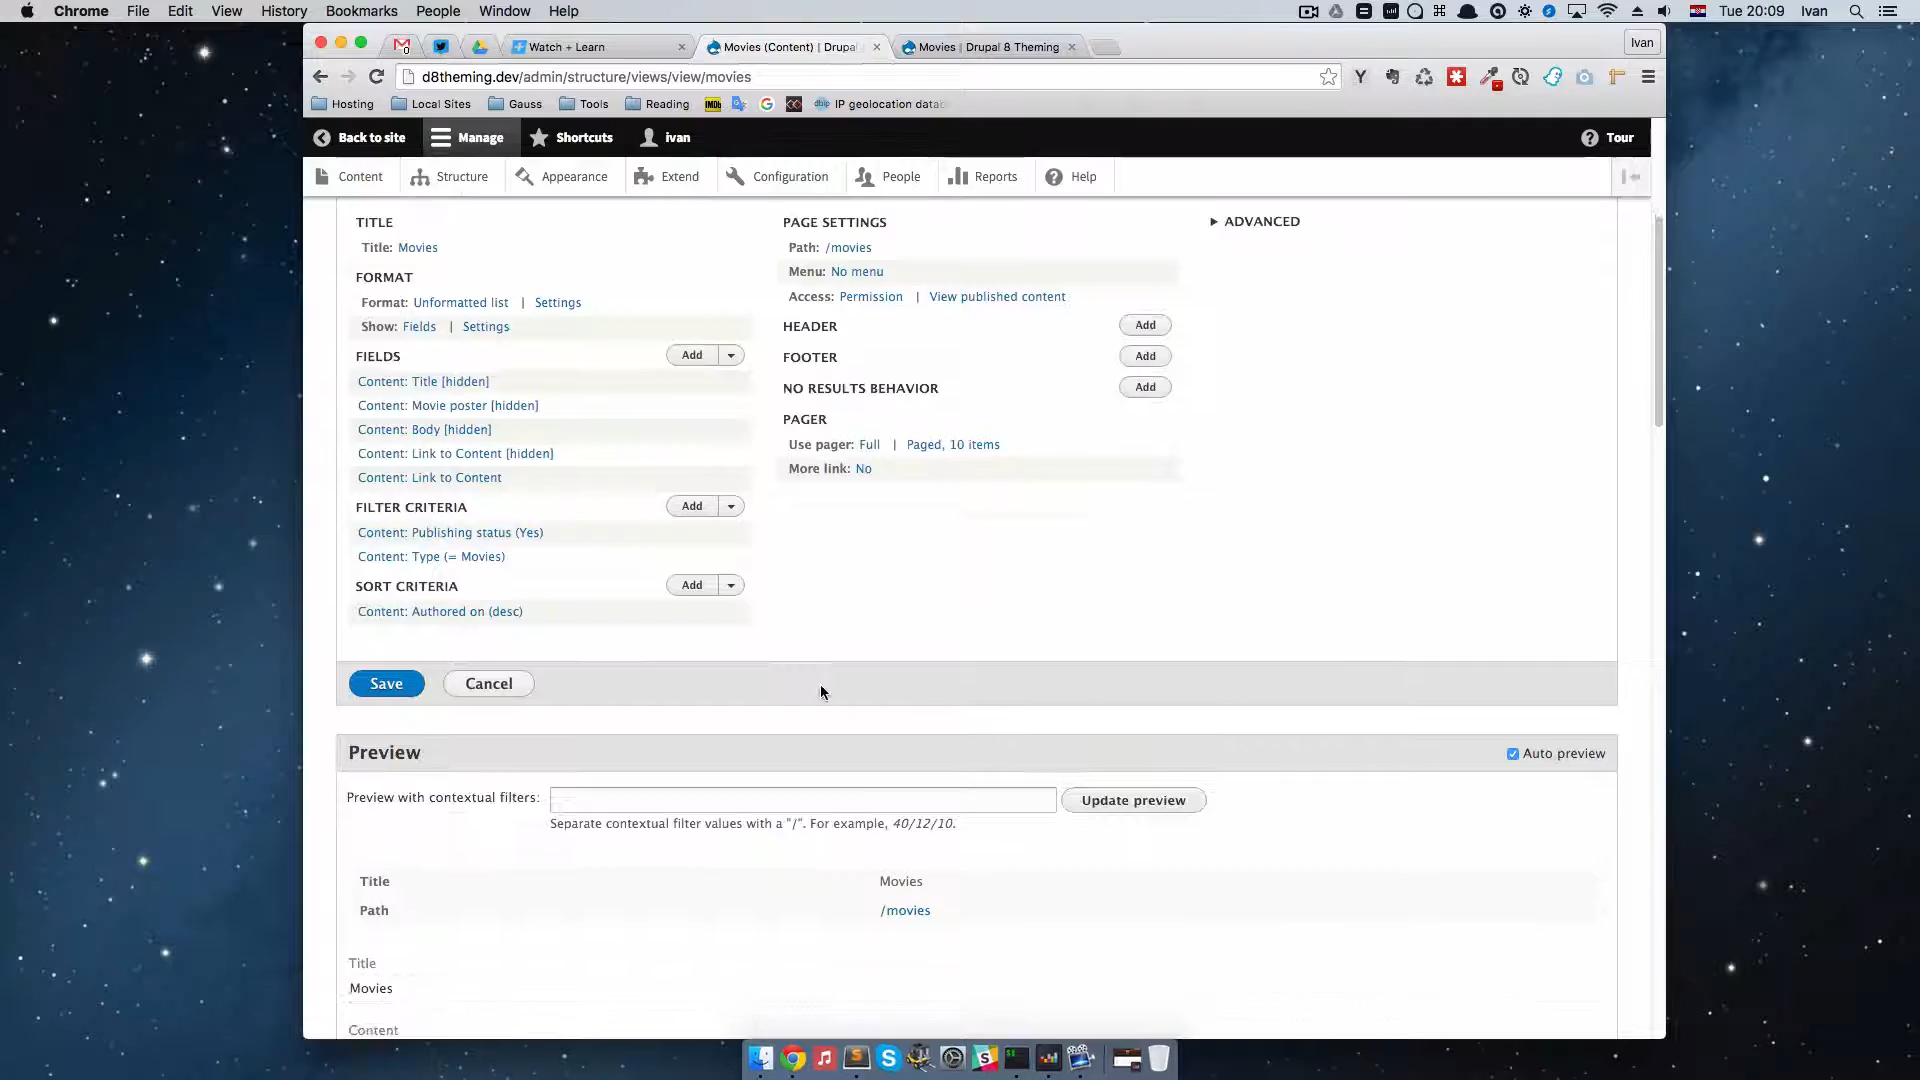 Chrome File Edit View History Bookmarks People Window Help Tue 20:09 Ivan
Watch + Learn Movies (Content) | Drupal Movies | Drupal 8 Theming Ivan
d8theming.dev/admin/structure/views/view/movies
Hosting Local Sites Gauss Tools Reading IMDb IP geolocation datab
Back to site Manage Shortcuts ivan Tour
Content Structure Appearance Extend Configuration People Reports Help
TITLE
Title: Movies
FORMAT
Format: Unformatted list | Settings
Show: Fields | Settings
FIELDS Add
Content: Title [hidden]
Content: Movie poster [hidden]
Content: Body [hidden]
Content: Link to Content [hidden]
Content: Link to Content
FILTER CRITERIA Add
Content: Publishing status (Yes)
Content: Type (= Movies)
SORT CRITERIA Add
Content: Authored on (desc)
PAGE SETTINGS
Path: /movies
Menu: No menu
Access: Permission | View published content
HEADER Add
FOOTER Add
NO RESULTS BEHAVIOR Add
PAGER
Use pager: Full | Paged, 10 items
More link: No
ADVANCED
Save Cancel
Preview Auto preview
Preview with contextual filters: Update preview
Separate contextual filter values with a "/". For example, 40/12/10.
Title Movies
Path /movies
Title
Movies
Content